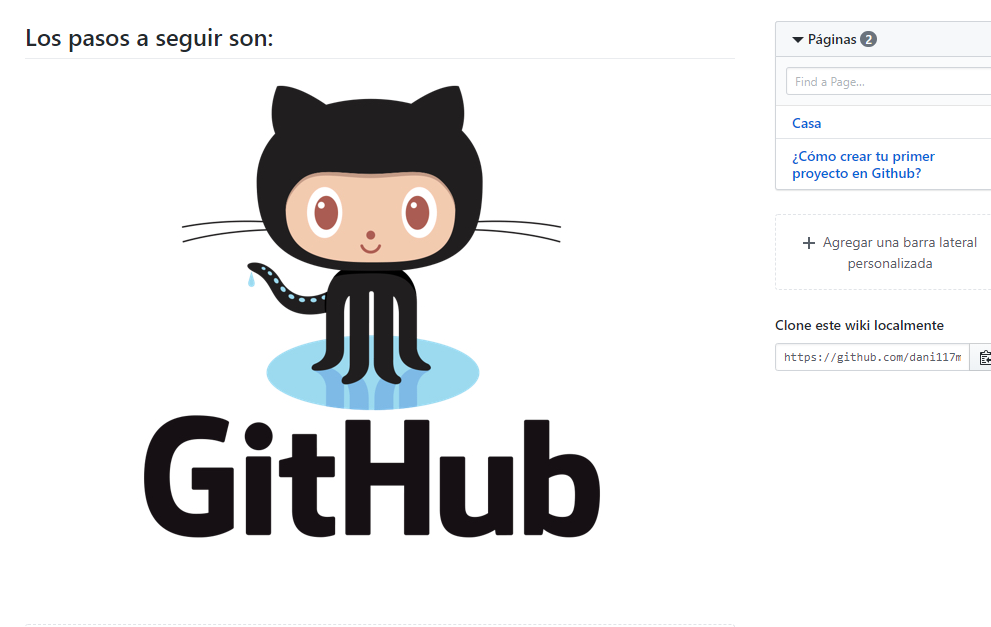 Los pasos a seguir son:
GitHub
Páginas 2
Find a Page...
Casa
¿Cómo crear tu primer
proyecto en Github?
Agregar una barra lateral
personalizada
Clone este wiki localmente
https://github.com/dani117m